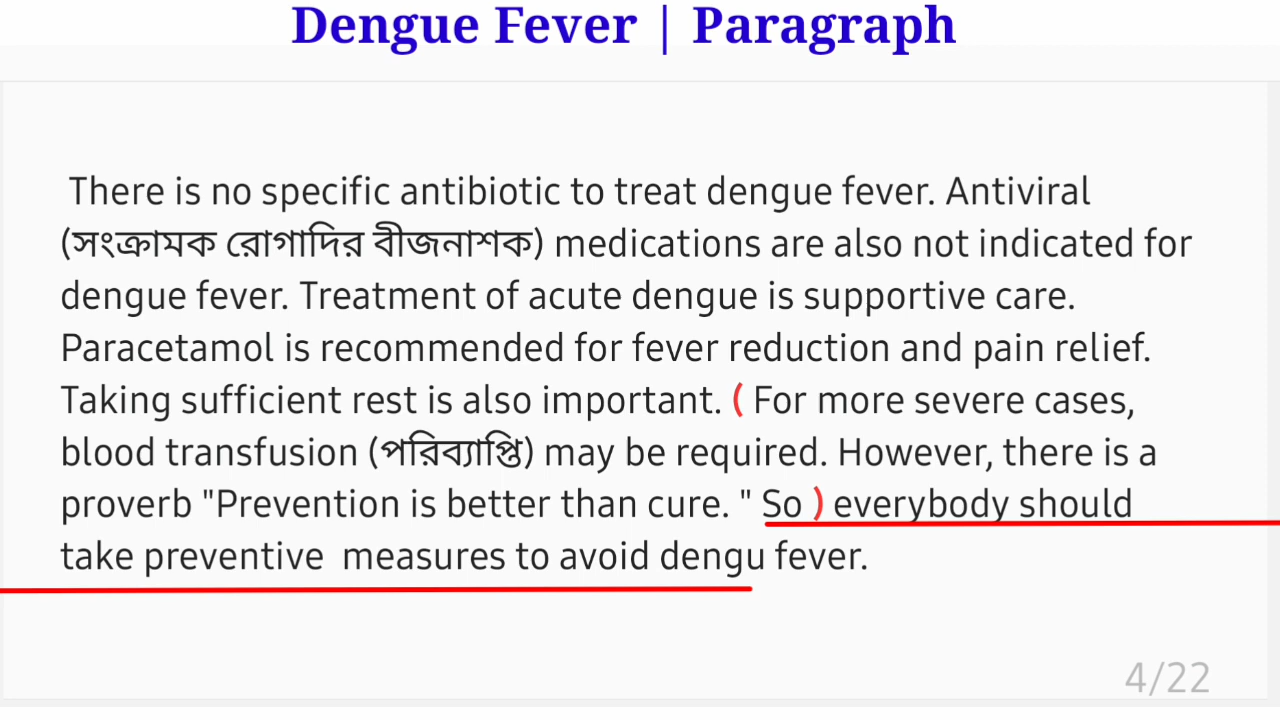 Dengue Fever | Paragraph
There is no specific antibiotic to treat dengue fever. Antiviral
(সংক্রামক রোগাদির বীজনাশক) medications are also not indicated for
dengue fever. Treatment of acute dengue is supportive care.
Paracetamol is recommended for fever reduction and pain relief.
Taking sufficient rest is also important. ( For more severe cases,
blood transfusion (পরিব্যাপ্তি) may be required. However, there is a
proverb "Prevention is better than cure. " So ) everybody should
take preventive  measures to avoid dengu fever.
4/22